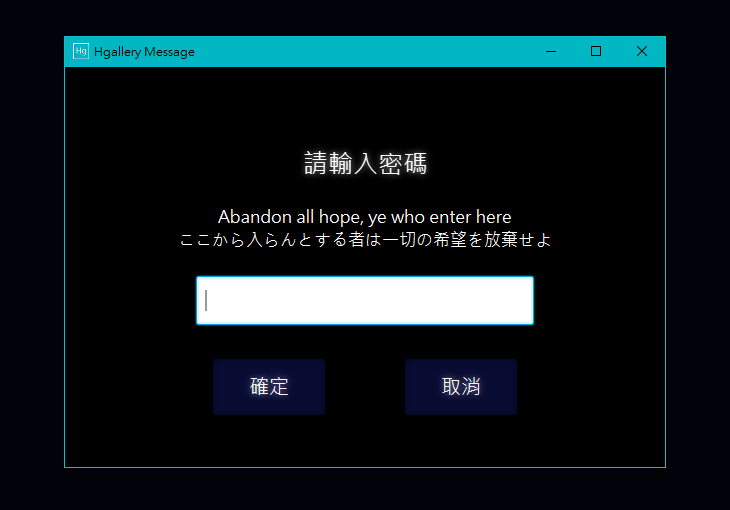 Hg Hgallery Message
請輸入密碼
Abandon all hope, ye who enter here
ここから入らんとする者は一切の希望を放棄せよ
確定 取消